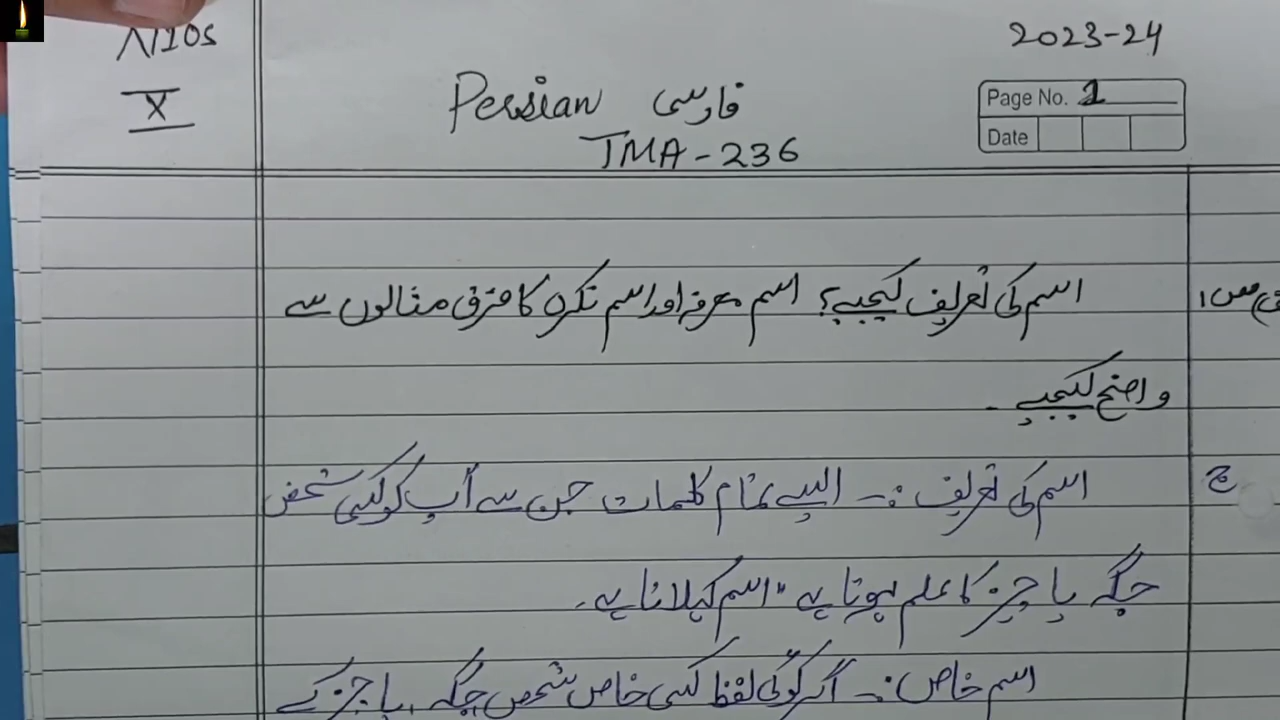 NIOS
2023-24
X
Persian فارسی
Page No. 1
TMA-236
Date
س۱
اسم کی تعریف کیجیے؟ اسم معرفہ اور اسم نکرہ کا فرق مثالوں سے
واضح کیجیے۔
ج
اسم کی تعریف :- ایسے تمام کلمات جن سے آپ کو کسی شخص
جگہ یا چیز کا علم ہوتا ہے "اسم کہلاتا ہے۔
اسم خاص :- اگر کوئی لفظ کسی خاص شخص جگہ، یا چیز کے